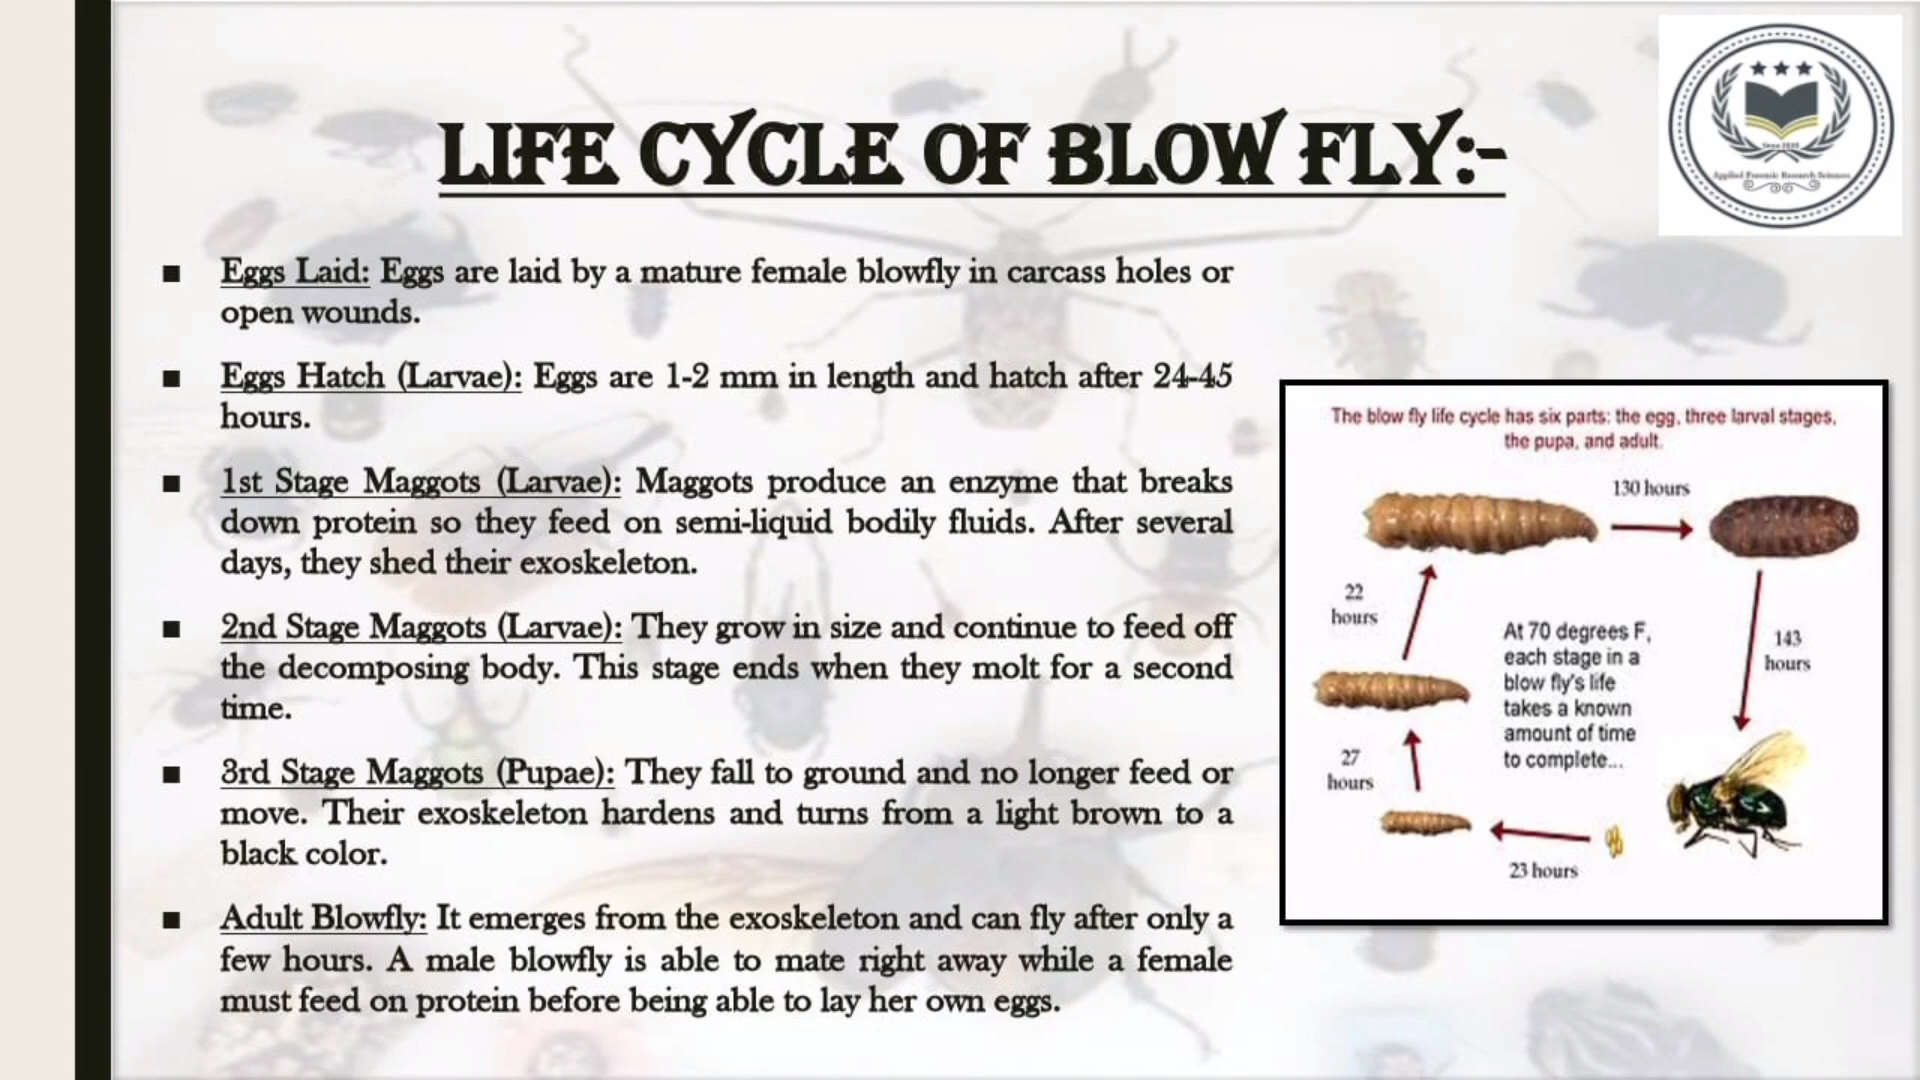 LIFE CYCLE OF BLOW FLY:-
Since 2020
Applied Forensic Research Sciences
■ Eggs Laid: Eggs are laid by a mature female blowfly in carcass holes or
open wounds.
■ Eggs Hatch (Larvae): Eggs are 1-2 mm in length and hatch after 24-45
hours.
■ 1st Stage Maggots (Larvae): Maggots produce an enzyme that breaks
down protein so they feed on semi-liquid bodily fluids. After several
days, they shed their exoskeleton.
■ 2nd Stage Maggots (Larvae): They grow in size and continue to feed off
the decomposing body. This stage ends when they molt for a second
time.
■ 3rd Stage Maggots (Pupae): They fall to ground and no longer feed or
move. Their exoskeleton hardens and turns from a light brown to a
black color.
■ Adult Blowfly: It emerges from the exoskeleton and can fly after only a
few hours. A male blowfly is able to mate right away while a female
must feed on protein before being able to lay her own eggs.
The blow fly life cycle has six parts: the egg, three larval stages,
the pupa, and adult.
130 hours
22
hours
At 70 degrees F,
each stage in a
blow fly's life
takes a known
amount of time
to complete...
143
hours
27
hours
23 hours